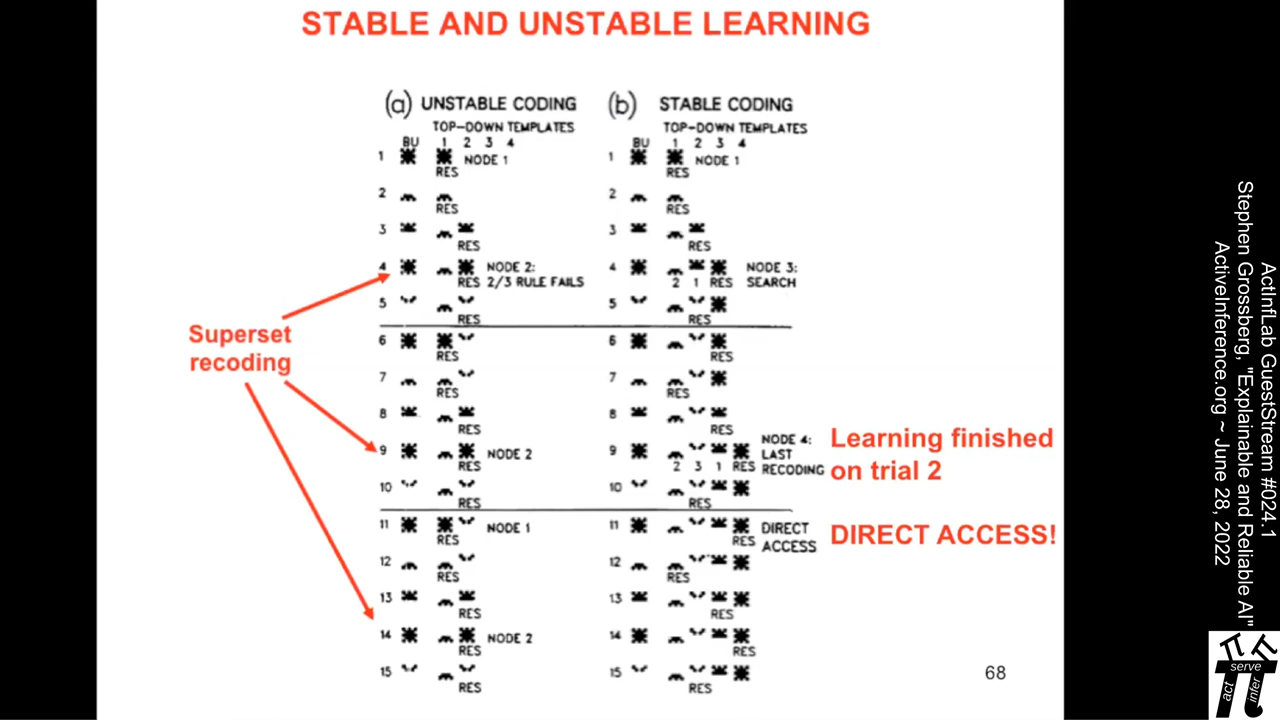 STABLE AND UNSTABLE LEARNING
(a) UNSTABLE CODING
TOP-DOWN TEMPLATES
BU 1 2 3 4
1 NODE 1
RES
2
RES
3
RES
4 NODE 2:
RES 2/3 RULE FAILS
5
RES
6
RES
7
RES
8
RES
9 NODE 2
RES
10
RES
11 NODE 1
RES
12
RES
13
RES
14 NODE 2
RES
15
RES
(b) STABLE CODING
TOP-DOWN TEMPLATES
BU 1 2 3 4
1 NODE 1
RES
2
RES
3
RES
4 NODE 3:
2 1 RES SEARCH
5
RES
6
RES
7
RES
8
RES
9 NODE 4:
LAST
2 3 1 RES RECODING
10
RES
11 DIRECT
RES ACCESS
12
RES
13
RES
14
RES
15
RES
Superset
recoding
Learning finished
on trial 2
DIRECT ACCESS!
68
ActInfLab GuestStream #024.1
Stephen Grossberg, "Explainable and Reliable AI"
ActiveInference.org ~ June 28, 2022
serve
act
infer